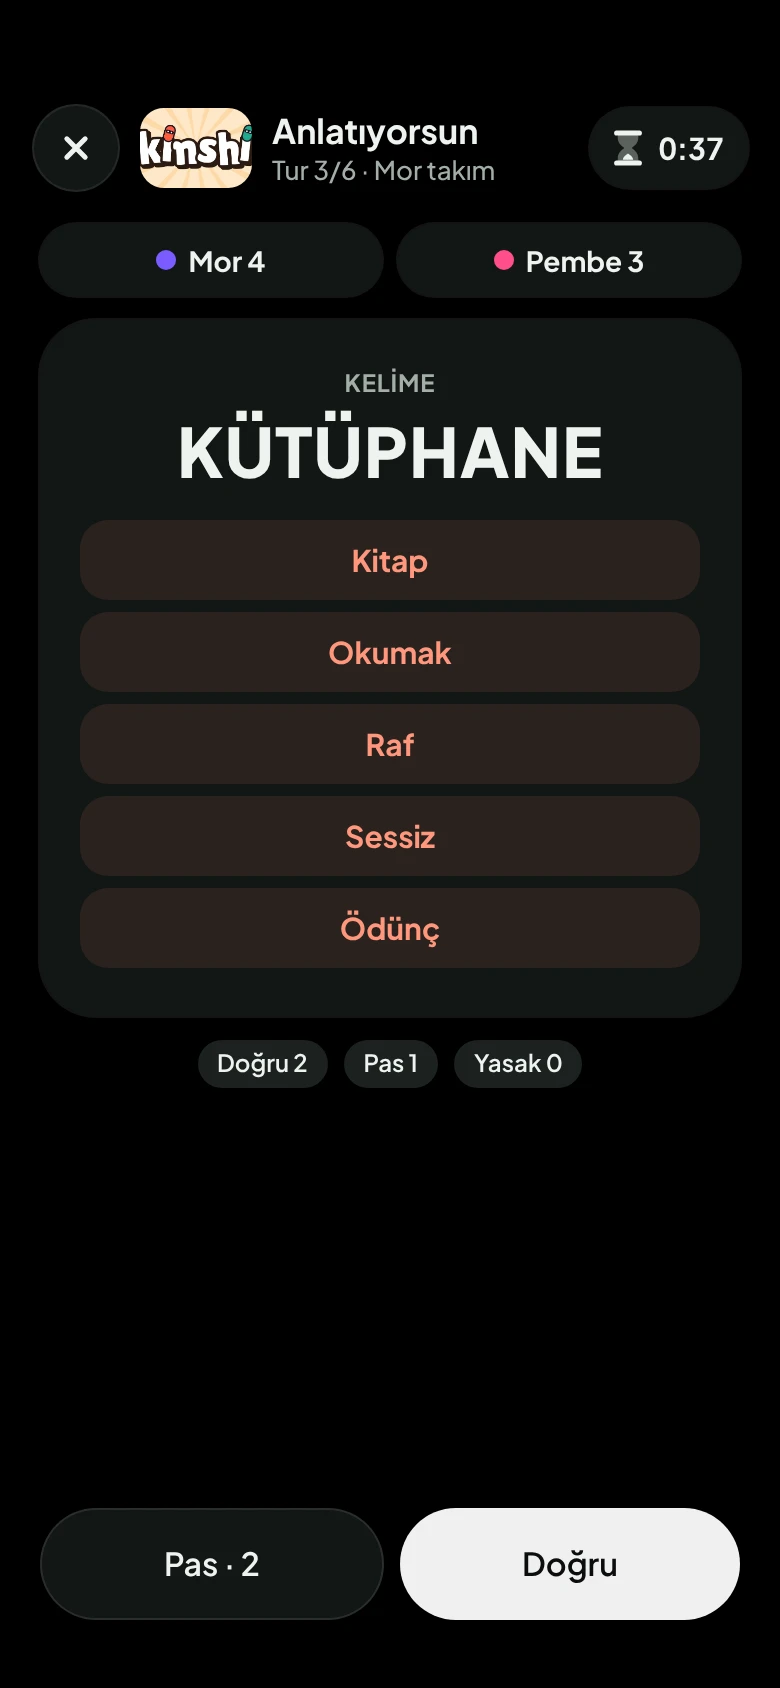 kinshi
Anlatıyorsun
Tur 3/6 · Mor takım
0:37
Mor 4
Pembe 3
KELİME
KÜTÜPHANE
Kitap
Okumak
Raf
Sessiz
Ödünç
Doğru 2
Pas 1
Yasak 0
Pas · 2
Doğru